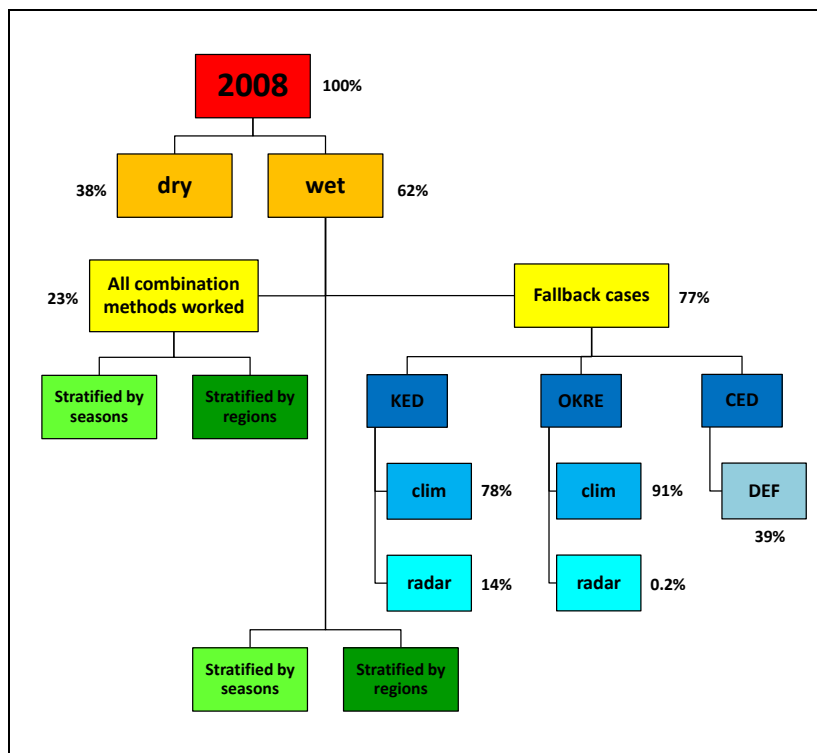 2008
100%
38%
dry
wet
62%
23%
All combination
methods worked
Fallback cases
77%
Stratified by
seasons
Stratified by
regions
KED
OKRE
CED
clim
78%
clim
91%
DEF
39%
radar
14%
radar
0.2%
Stratified by
seasons
Stratified by
regions